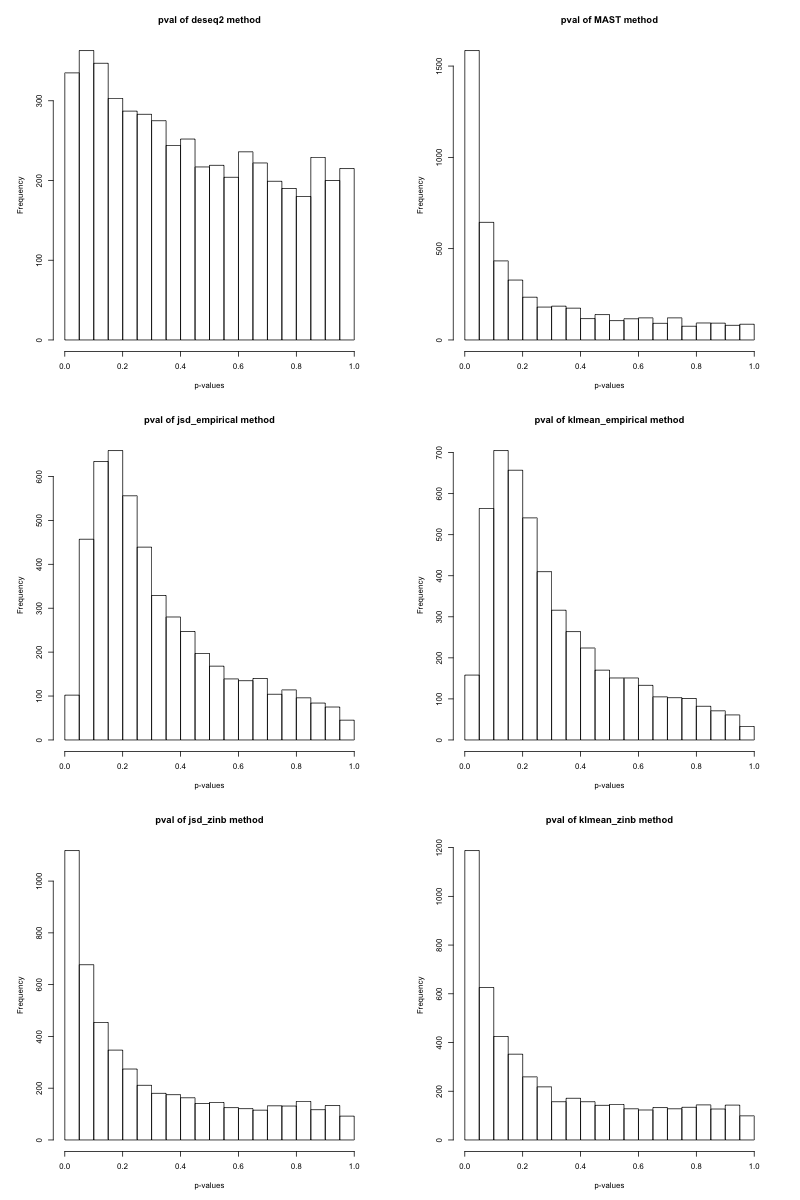 pval of deseq2 method
300
200
100
0
Frequency
0.0 0.2 0.4 0.6 0.8 1.0
p-values
pval of MAST method
1500
1000
500
0
Frequency
0.0 0.2 0.4 0.6 0.8 1.0
p-values
pval of jsd_empirical method
600
500
400
300
200
100
0
Frequency
0.0 0.2 0.4 0.6 0.8 1.0
p-values
pval of klmean_empirical method
700
600
500
400
300
200
100
0
Frequency
0.0 0.2 0.4 0.6 0.8 1.0
p-values
pval of jsd_zinb method
1000
800
600
400
200
0
Frequency
0.0 0.2 0.4 0.6 0.8 1.0
p-values
pval of klmean_zinb method
1200
1000
800
600
400
200
0
Frequency
0.0 0.2 0.4 0.6 0.8 1.0
p-values